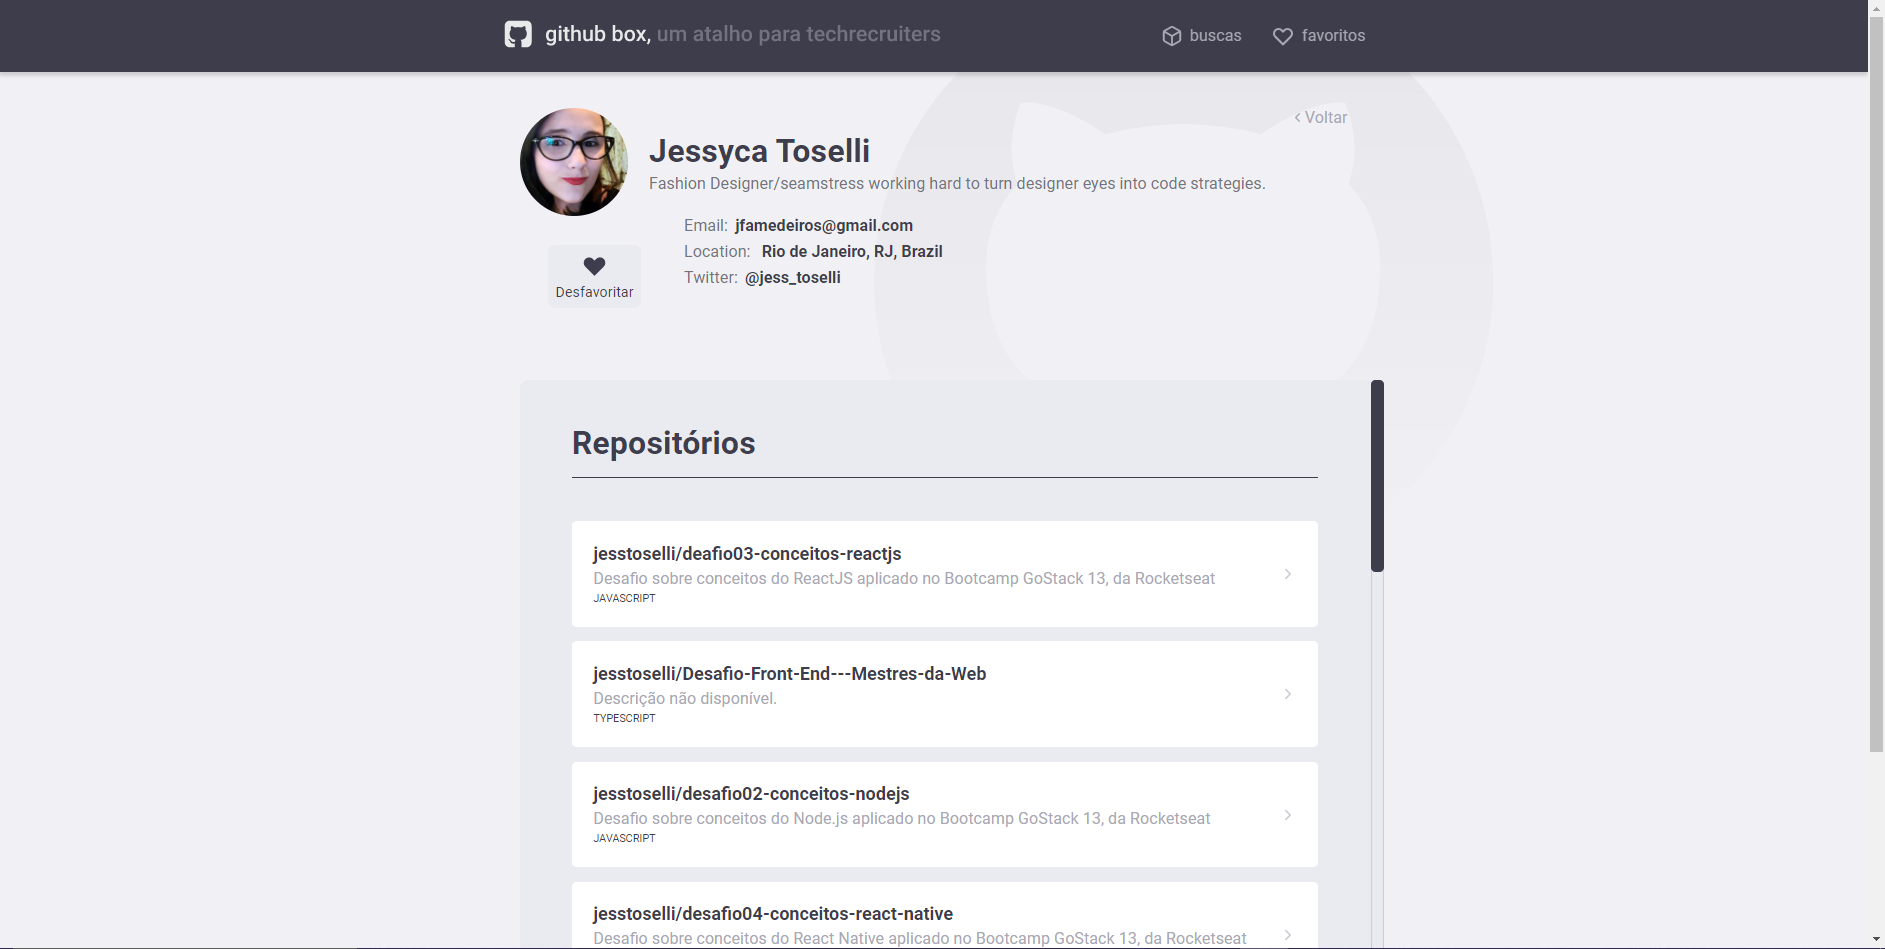 github box, um atalho para techrecruiters
buscas
favoritos
Voltar
Jessyca Toselli
Fashion Designer/seamstress working hard to turn designer eyes into code strategies.
Email: jfamedeiros@gmail.com
Location: Rio de Janeiro, RJ, Brazil
Twitter: @jess_toselli
Desfavoritar
Repositórios
jesstoselli/deafio03-conceitos-reactjs
Desafio sobre conceitos do ReactJS aplicado no Bootcamp GoStack 13, da Rocketseat
JAVASCRIPT
jesstoselli/Desafio-Front-End---Mestres-da-Web
Descrição não disponível.
TYPESCRIPT
jesstoselli/desafio02-conceitos-nodejs
Desafio sobre conceitos do Node.js aplicado no Bootcamp GoStack 13, da Rocketseat
JAVASCRIPT
jesstoselli/desafio04-conceitos-react-native
Desafio sobre conceitos do React Native aplicado no Bootcamp GoStack 13, da Rocketseat